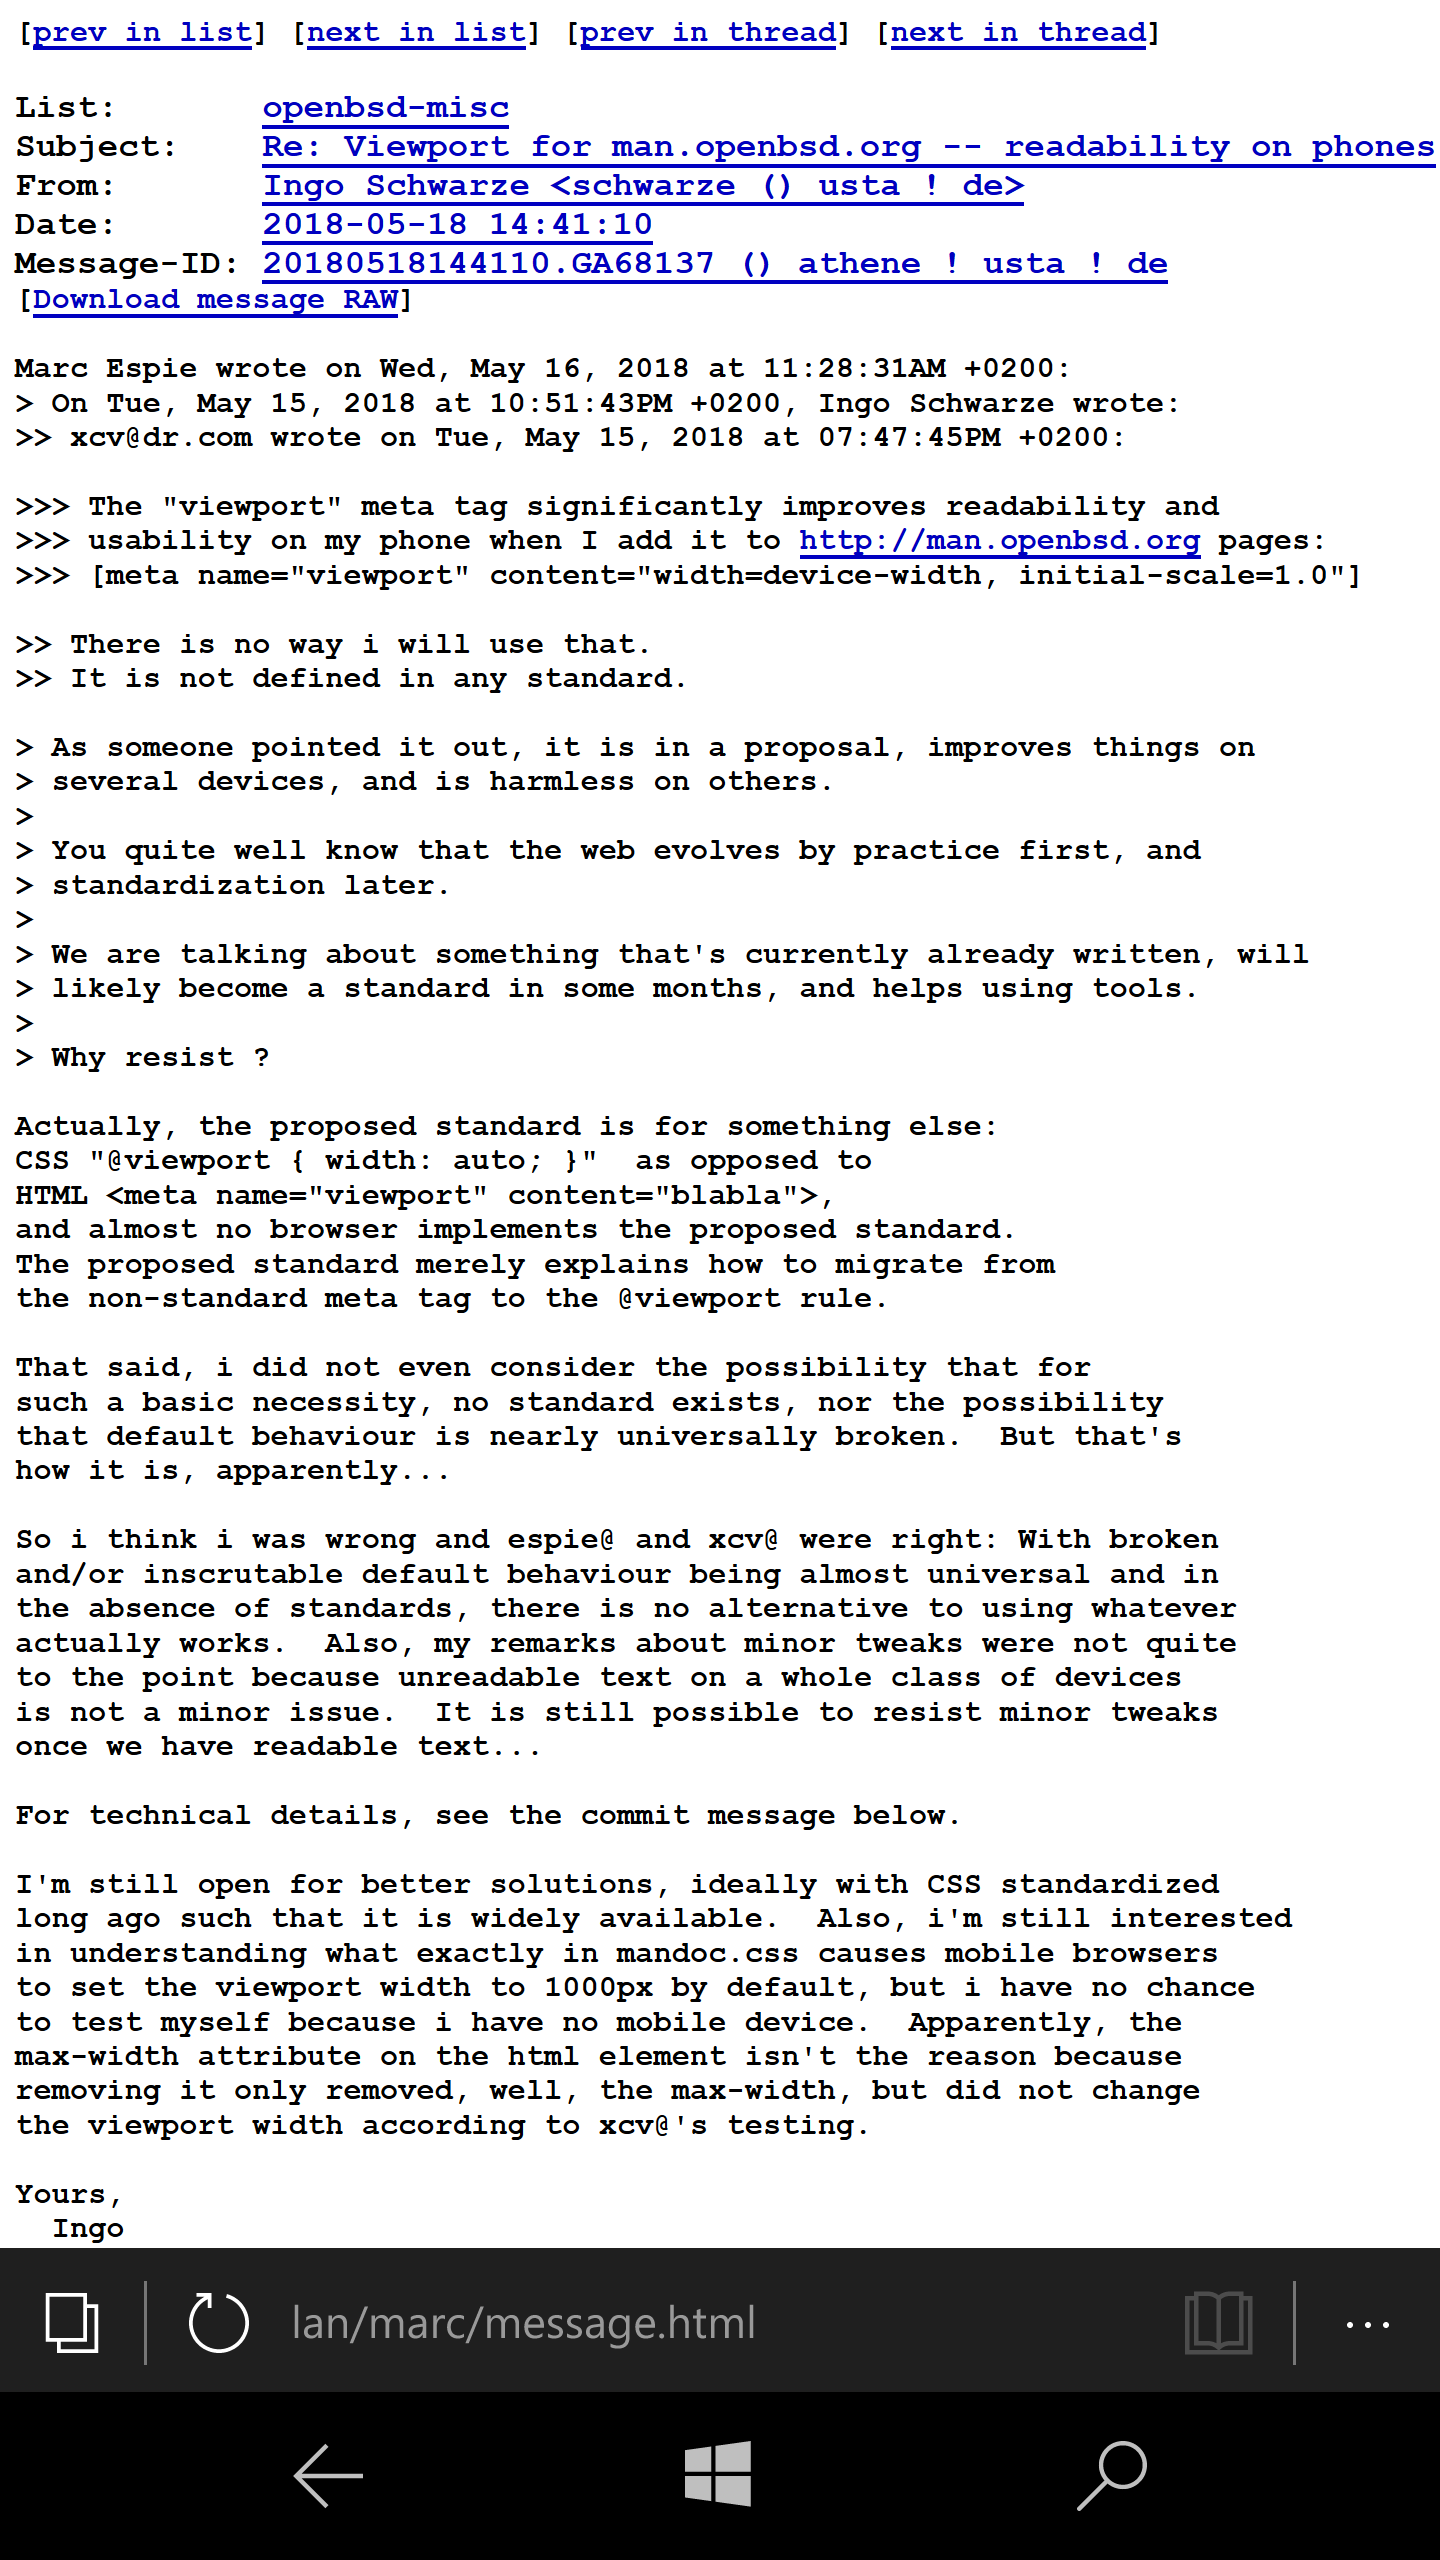 [prev in list] [next in list] [prev in thread] [next in thread]
List: openbsd-misc
Subject: Re: Viewport for man.openbsd.org -- readability on phones
From: Ingo Schwarze <schwarze () usta ! de>
Date: 2018-05-18 14:41:10
Message-ID: 20180518144110.GA68137 () athene ! usta ! de
[Download message RAW]
Marc Espie wrote on Wed, May 16, 2018 at 11:28:31AM +0200:
> On Tue, May 15, 2018 at 10:51:43PM +0200, Ingo Schwarze wrote:
>> xcv@dr.com wrote on Tue, May 15, 2018 at 07:47:45PM +0200:
>>> The "viewport" meta tag significantly improves readability and
>>> usability on my phone when I add it to http://man.openbsd.org pages:
>>> [meta name="viewport" content="width=device-width, initial-scale=1.0"]
>> There is no way i will use that.
>> It is not defined in any standard.
> As someone pointed it out, it is in a proposal, improves things on
> several devices, and is harmless on others.
>
> You quite well know that the web evolves by practice first, and
> standardization later.
>
> We are talking about something that's currently already written, will
> likely become a standard in some months, and helps using tools.
>
> Why resist ?
Actually, the proposed standard is for something else:
CSS "@viewport { width: auto; }"  as opposed to
HTML <meta name="viewport" content="blabla">,
and almost no browser implements the proposed standard.
The proposed standard merely explains how to migrate from
the non-standard meta tag to the @viewport rule.
That said, i did not even consider the possibility that for
such a basic necessity, no standard exists, nor the possibility
that default behaviour is nearly universally broken.  But that's
how it is, apparently...
So i think i was wrong and espie@ and xcv@ were right: With broken
and/or inscrutable default behaviour being almost universal and in
the absence of standards, there is no alternative to using whatever
actually works.  Also, my remarks about minor tweaks were not quite
to the point because unreadable text on a whole class of devices
is not a minor issue.  It is still possible to resist minor tweaks
once we have readable text...
For technical details, see the commit message below.
I'm still open for better solutions, ideally with CSS standardized
long ago such that it is widely available.  Also, i'm still interested
in understanding what exactly in mandoc.css causes mobile browsers
to set the viewport width to 1000px by default, but i have no chance
to test myself because i have no mobile device.  Apparently, the
max-width attribute on the html element isn't the reason because
removing it only removed, well, the max-width, but did not change
the viewport width according to xcv@'s testing.
Yours,
  Ingo
lan/marc/message.html